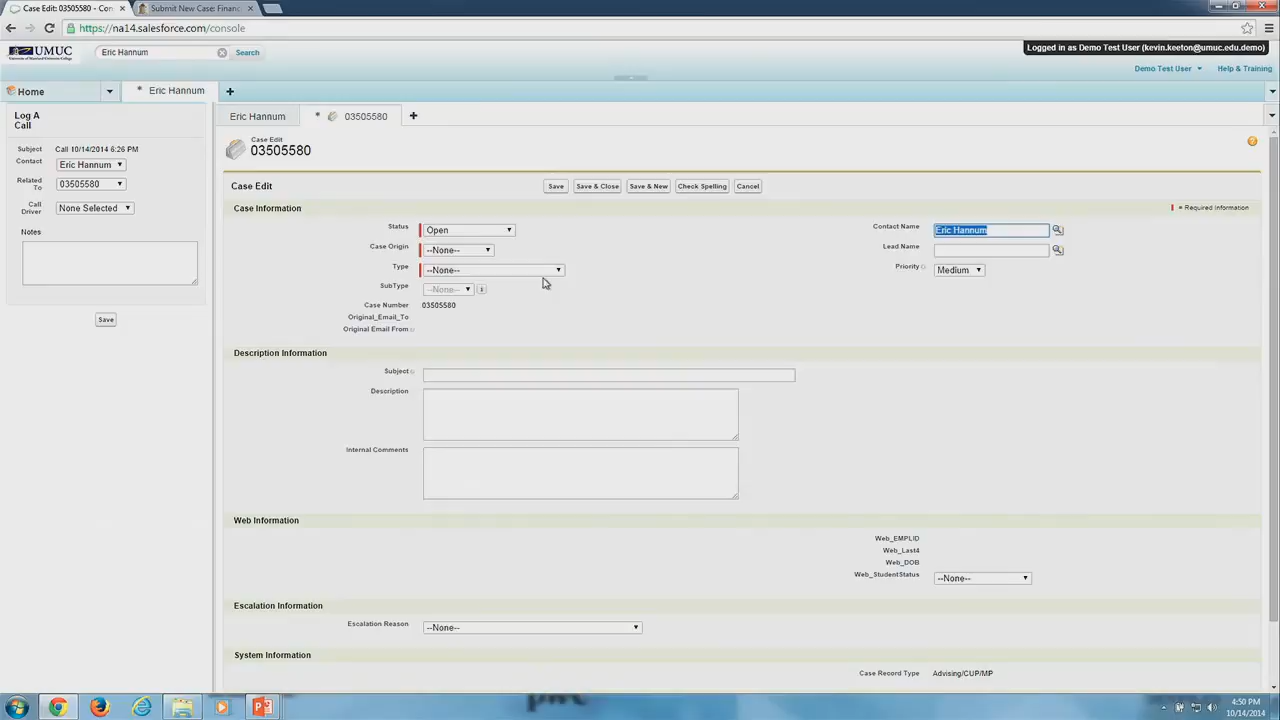 Case Edit: 03505580 - Con
Submit New Case: Financ
https://na14.salesforce.com/console
UMUC
Eric Hannum
Search
Logged in as Demo Test User (kevin.keeton@umuc.edu.demo)
Demo Test User
Help & Training
Home
* Eric Hannum
Log A
Call
Eric Hannum
* 03505580
Subject Call 10/14/2014 6:26 PM
Contact Eric Hannum
Related
To
03505580
Call
Driver
None Selected
Notes
Save
Case Edit
03505580
Case Edit
Save
Save & Close
Save & New
Check Spelling
Cancel
Case Information
= Required Information
Status Open
Contact Name Eric Hannum
Case Origin --None--
Lead Name
Type --None--
Priority Medium
SubType --None--
Case Number 03505580
Original_Email_To
Original Email From
Description Information
Subject
Description
Internal Comments
Web Information
Web_EMPLID
Web_Last4
Web_DOB
Web_StudentStatus --None--
Escalation Information
Escalation Reason --None--
System Information
Case Record Type Advising/CUP/MP
4:50 PM
10/14/2014